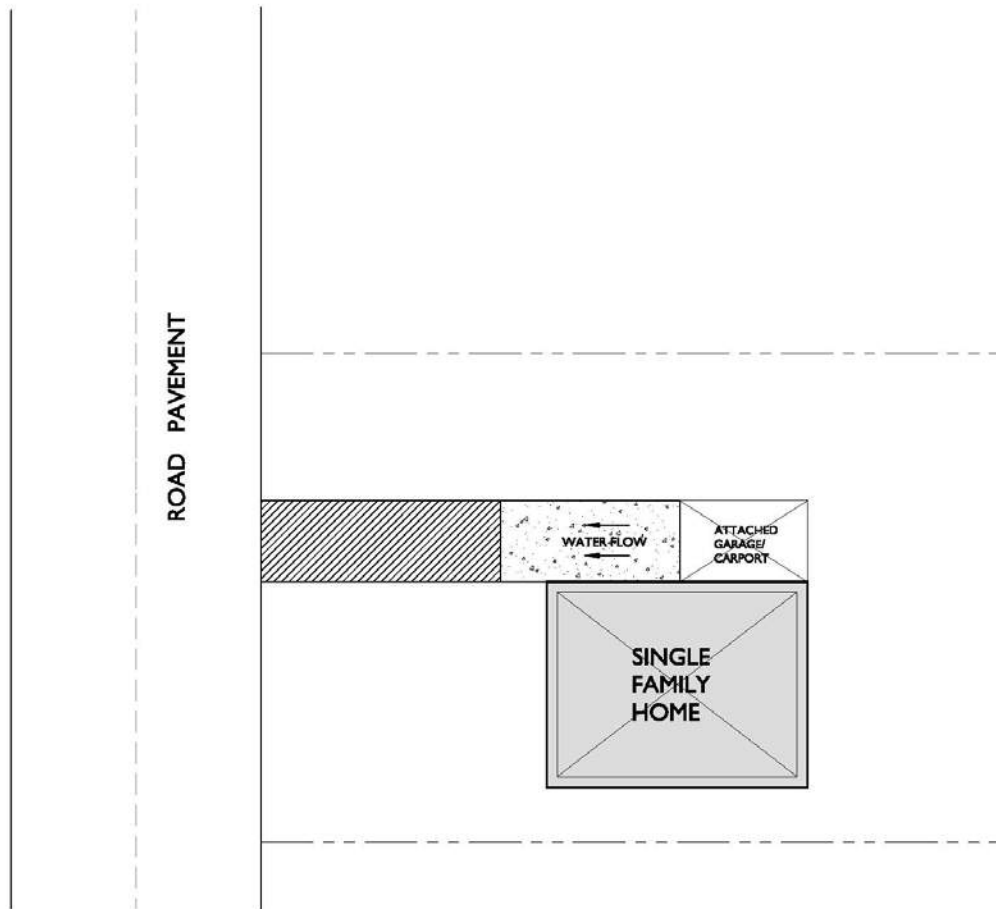 ROAD PAVEMENT
WATER FLOW
ATTACHED
GARAGE/
CARPORT
SINGLE
FAMILY
HOME